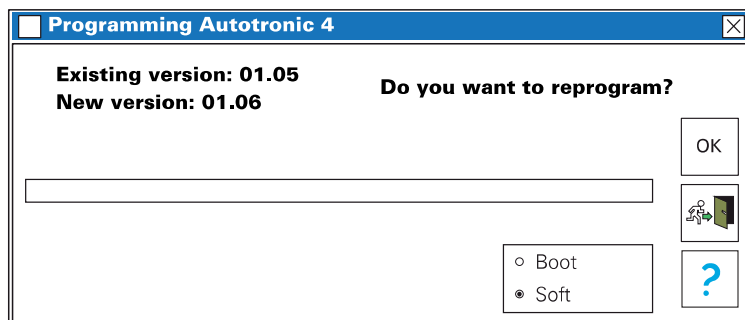 Programming Autotronic 4
Existing version: 01.05
New version: 01.06
Do you want to reprogram?
OK
Boot
Soft
?